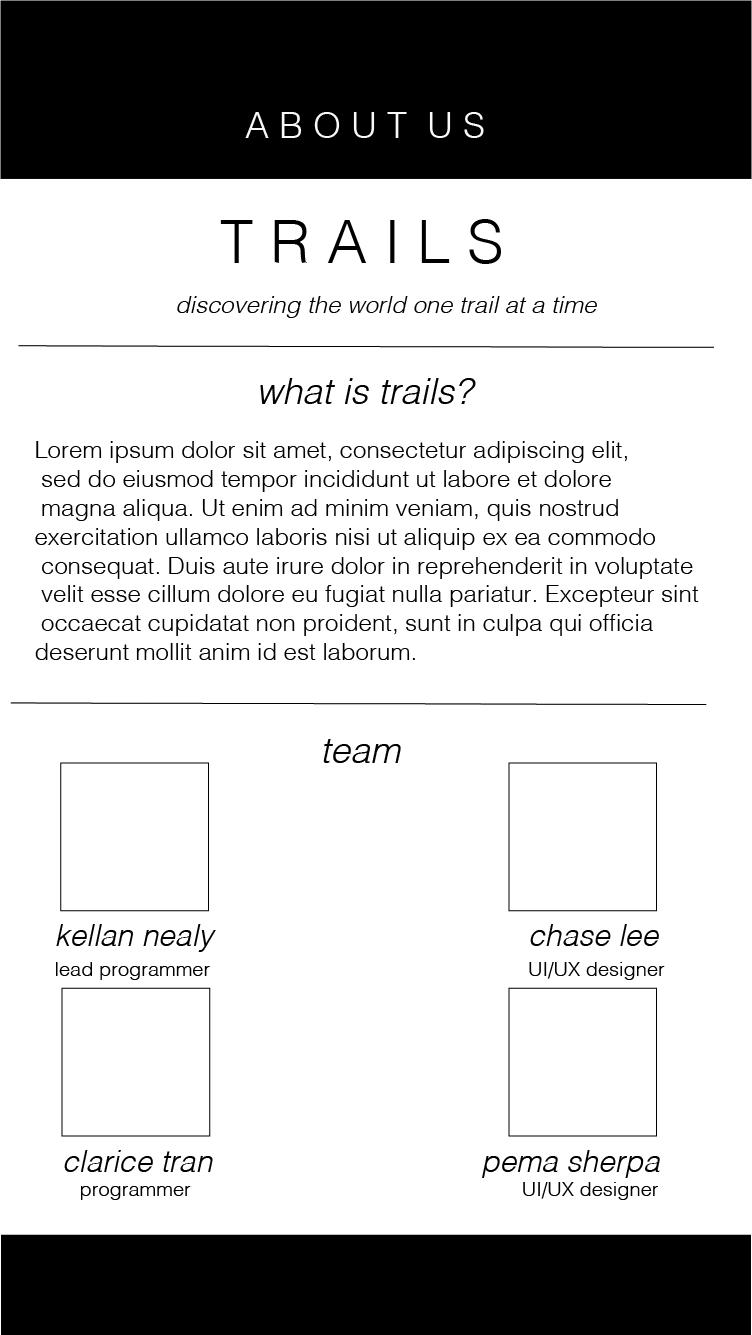 ABOUT US
TRAILS
discovering the world one trail at a time
what is trails?
Lorem ipsum dolor sit amet, consectetur adipiscing elit,
sed do eiusmod tempor incididunt ut labore et dolore
magna aliqua. Ut enim ad minim veniam, quis nostrud
exercitation ullamco laboris nisi ut aliquip ex ea commodo
consequat. Duis aute irure dolor in reprehenderit in voluptate
velit esse cillum dolore eu fugiat nulla pariatur. Excepteur sint
occaecat cupidatat non proident, sunt in culpa qui officia
deserunt mollit anim id est laborum.
team
kellan nealy
lead programmer
chase lee
UI/UX designer
clarice tran
programmer
pema sherpa
UI/UX designer